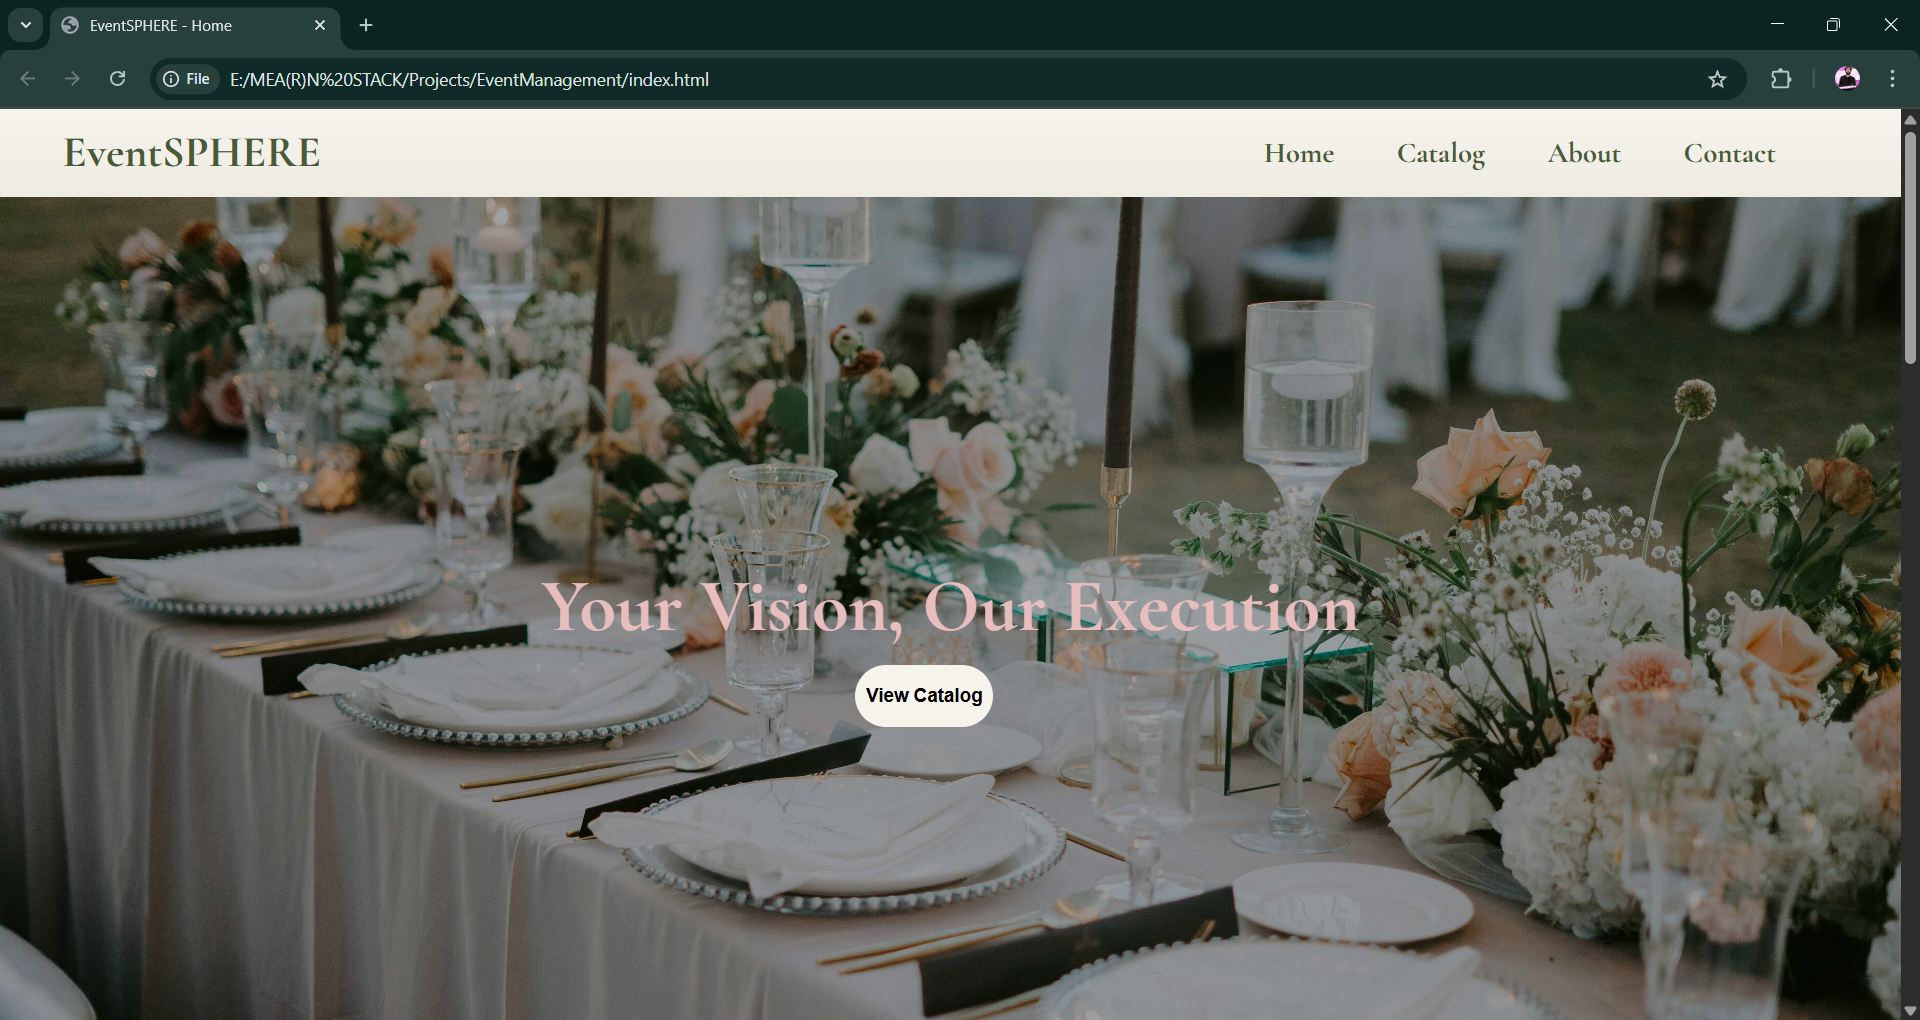 EventSPHERE - Home
File
E:/MEA(R)N%20STACK/Projects/EventManagement/index.html
EventSPHERE
Home
Catalog
About
Contact
Your Vision, Our Execution
View Catalog